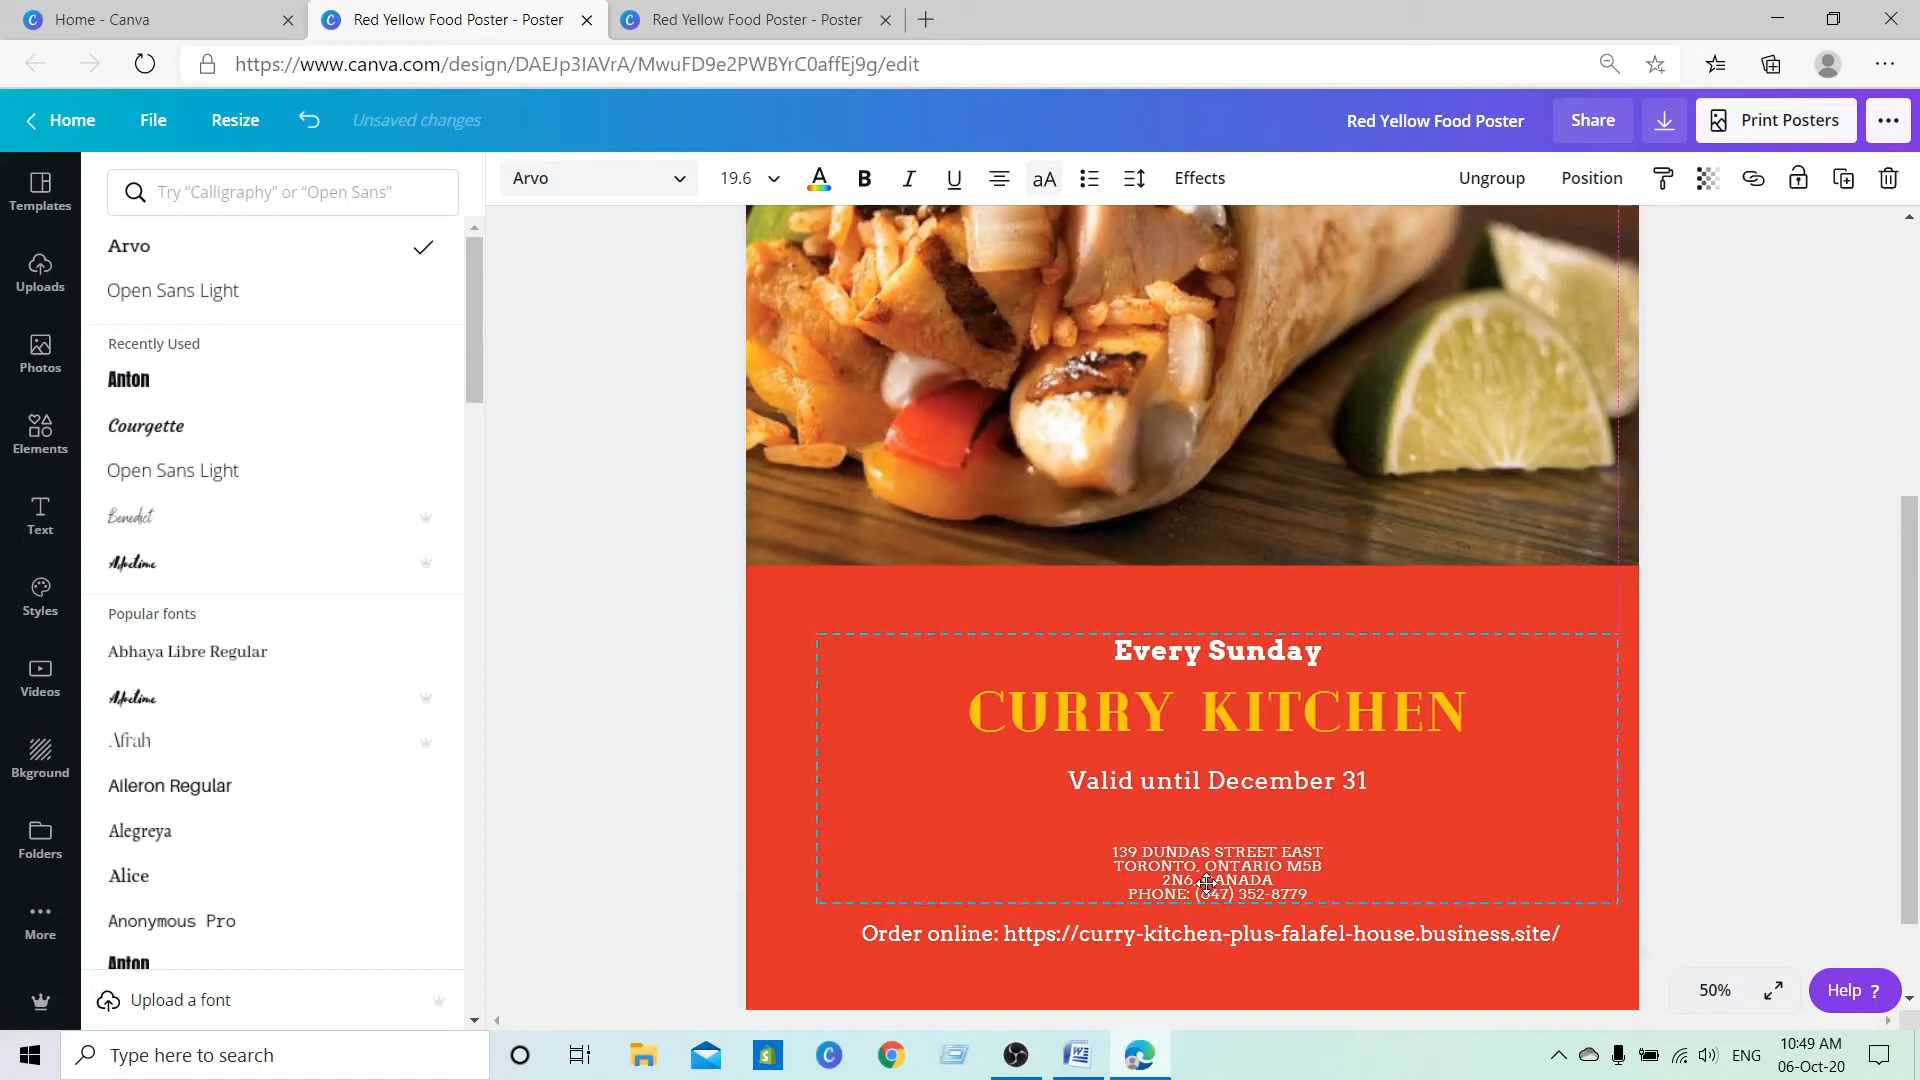 Home - Canva
Red Yellow Food Poster - Poster
Red Yellow Food Poster - Poster
https://www.canva.com/design/DAEJp3IAVrA/MwuFD9e2PWBYrC0affEj9g/edit
Home
File
Resize
Unsaved changes
Red Yellow Food Poster
Share
Print Posters
Templates
Uploads
Photos
Elements
Text
Styles
Videos
Bkground
Folders
More
Try “Calligraphy” or “Open Sans”
Arvo
Open Sans Light
Recently Used
Anton
Courgette
Open Sans Light
Benedict
Popular fonts
Abhaya Libre Regular
Afrah
Aileron Regular
Alegreya
Alice
Anonymous Pro
Anton
Upload a font
Arvo
19.6
A
B
I
U
aA
Effects
Ungroup
Position
Every Sunday
CURRY KITCHEN
Valid until December 31
139 DUNDAS STREET EAST
TORONTO, ONTARIO M5B
2N6, CANADA
PHONE: (647) 352-8779
Order online: https://curry-kitchen-plus-falafel-house.business.site/
50%
Help ?
Type here to search
ENG
10:49 AM
06-Oct-20